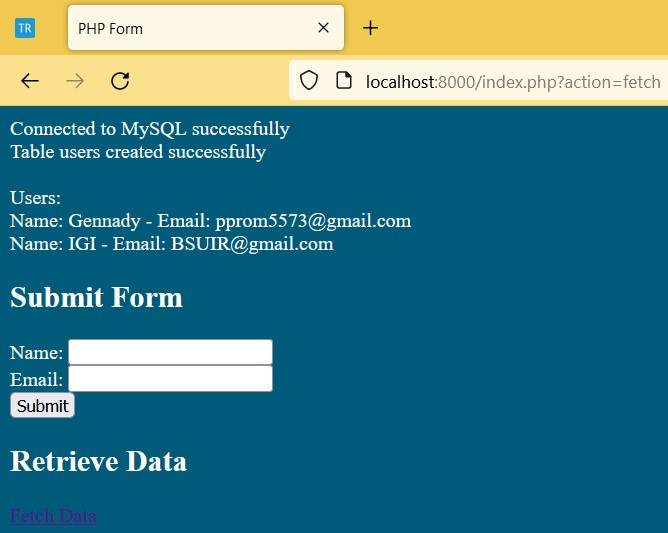 TR
PHP Form
localhost:8000/index.php?action=fetch
Connected to MySQL successfully
Table users created successfully
Users:
Name: Gennady - Email: pprom5573@gmail.com
Name: IGI - Email: BSUIR@gmail.com
Submit Form
Name:
Email:
Submit
Retrieve Data
Fetch Data